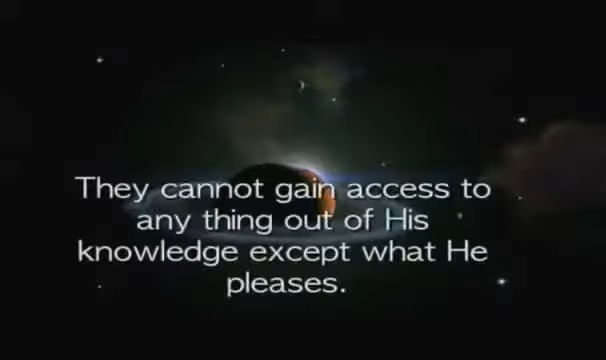 They cannot gain access to
any thing out of His
knowledge except what He
pleases.